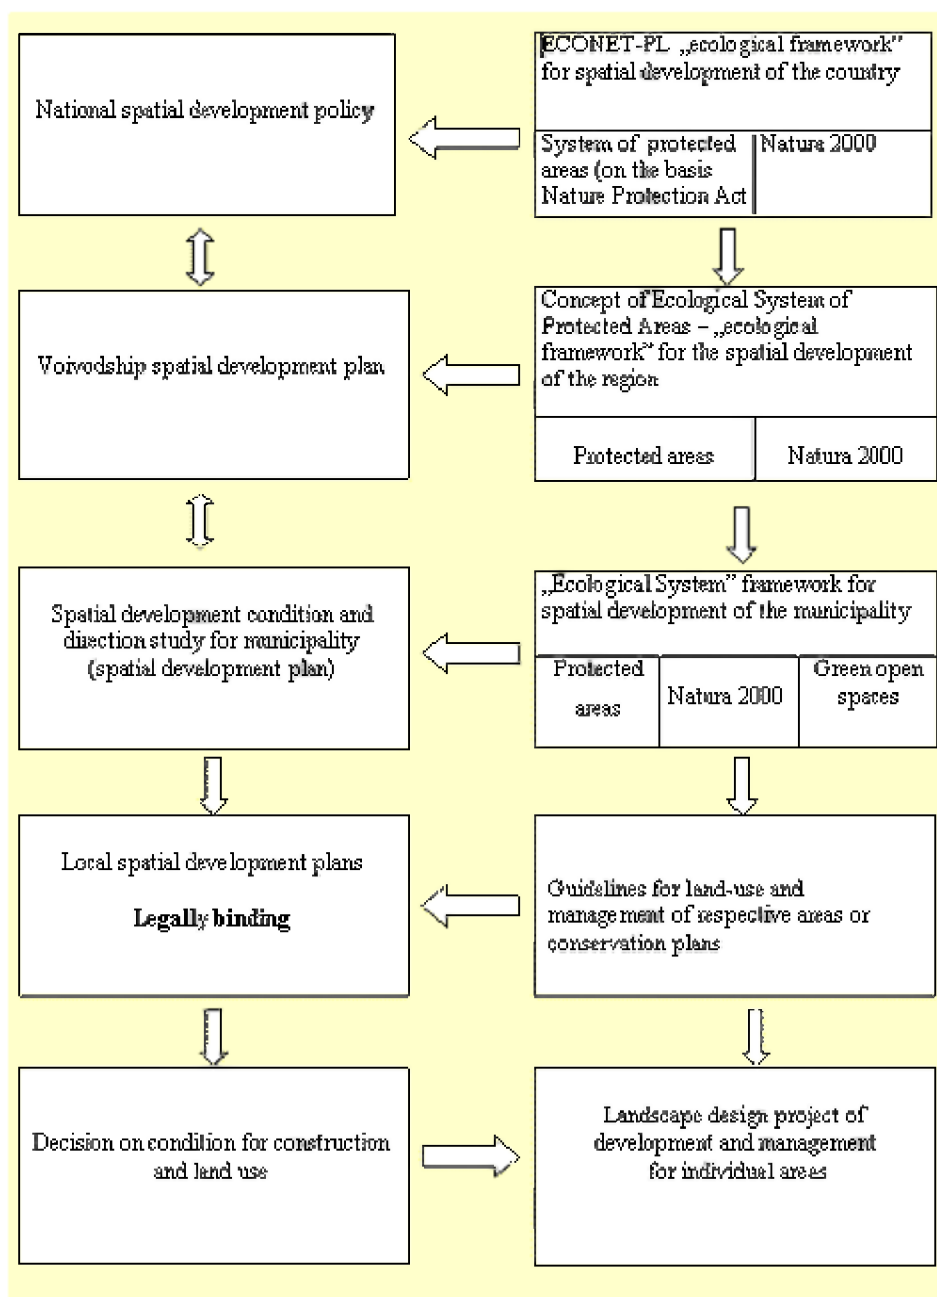 National spatial development policy
ECONET-PL „ecological framework”
for spatial development of the country
System of protected
areas (on the basis
Nature Protection Act
Natura 2000
Voivodship spatial development plan
Concept of Ecological System of
Protected Areas – „ecological
framework” for the spatial development
of the region
Protected areas
Natura 2000
Spatial development condition and
direction study for municipality
(spatial development plan)
„Ecological System” framework for
spatial development of the municipality
Protected
areas
Natura 2000
Green open
spaces
Local spatial development plans
Legally binding
Guidelines for land-use and
management of respective areas or
conservation plans
Decision on condition for construction
and land use
Landscape design project of
development and management
for individual areas